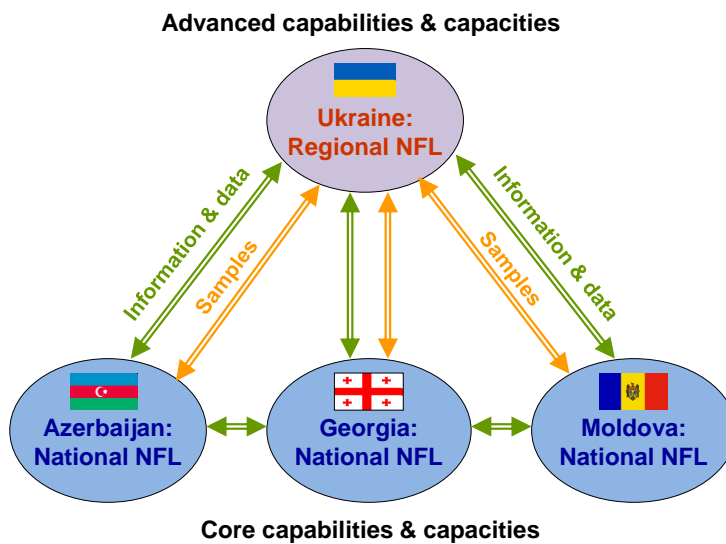 Advanced capabilities & capacities
Ukraine:
Regional NFL
Information & data
Samples
Samples
Information & data
Azerbaijan:
National NFL
Georgia:
National NFL
Moldova:
National NFL
Core capabilities & capacities